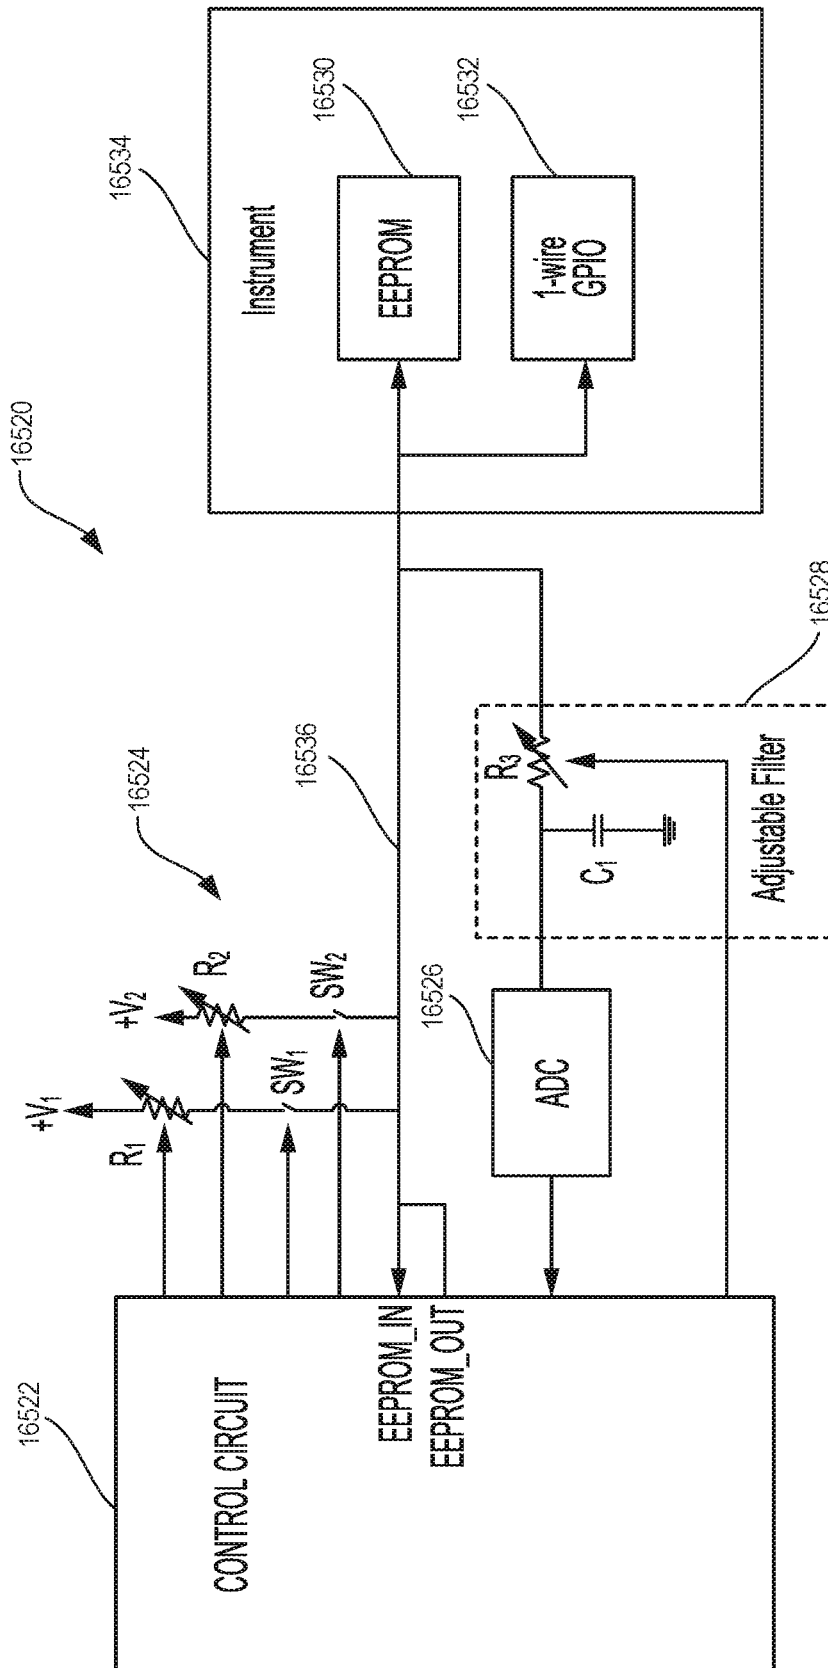 16520
16522
CONTROL CIRCUIT
EEPROM_IN
EEPROM_OUT
R1
+V1
SW1
+V2
R2
SW2
16524
16536
16526
ADC
R3
C1
Adjustable Filter
16528
16534
Instrument
EEPROM
16530
1-wire
GPIO
16532